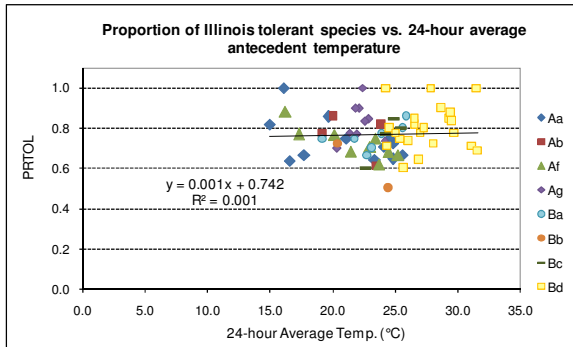 Proportion of Illinois tolerant species vs. 24-hour average
antecedent temperature
PRTOL
1.0
0.8
0.6
0.4
0.2
0.0
y = 0.001x + 0.742
R² = 0.001
0.0 5.0 10.0 15.0 20.0 25.0 30.0 35.0
24-hour Average Temp. (°C)
Aa
Ab
Af
Ag
Ba
Bb
Bc
Bd